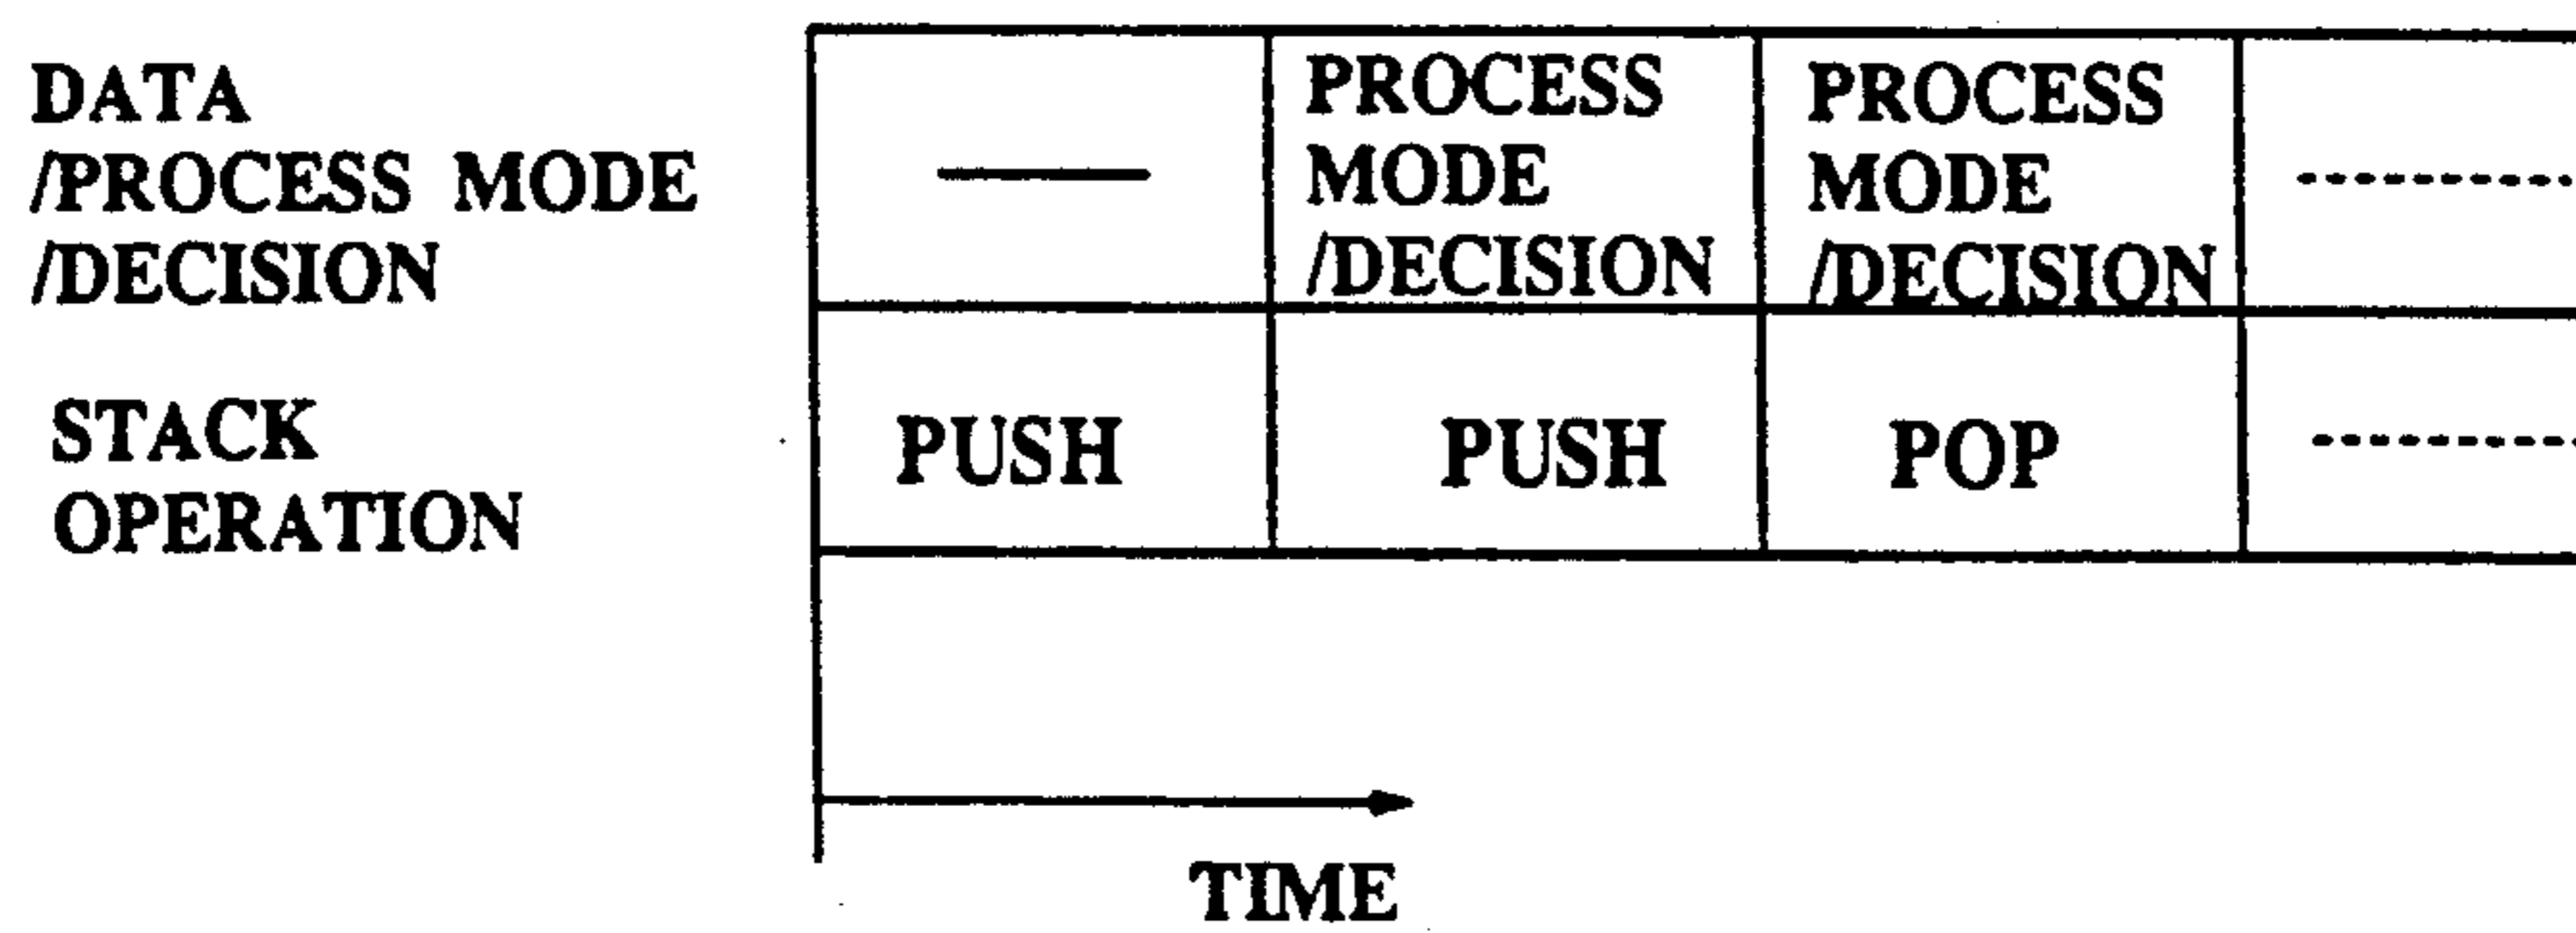 DATA
/PROCESS MODE
/DECISION
PROCESS
MODE
/DECISION
PROCESS
MODE
/DECISION
STACK
OPERATION
PUSH
PUSH
POP
TIME